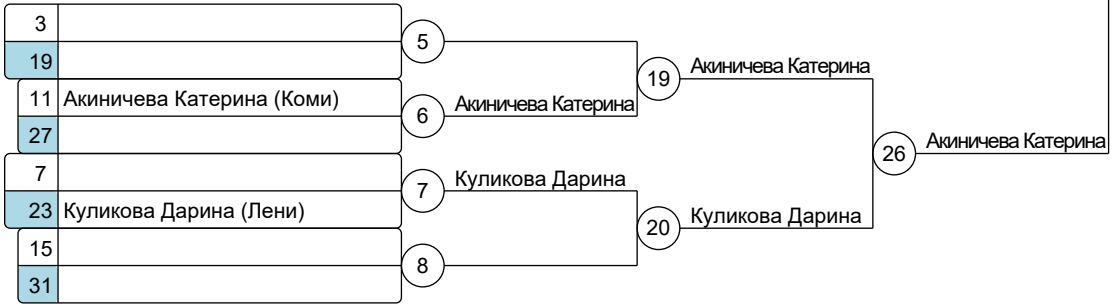 3
5
19
19
Акиничева Катерина
11 Акиничева Катерина (Коми)
6
Акиничева Катерина
27
26
Акиничева Катерина
7
7
Куликова Дарина
23 Куликова Дарина (Лени)
20
Куликова Дарина
15
8
31